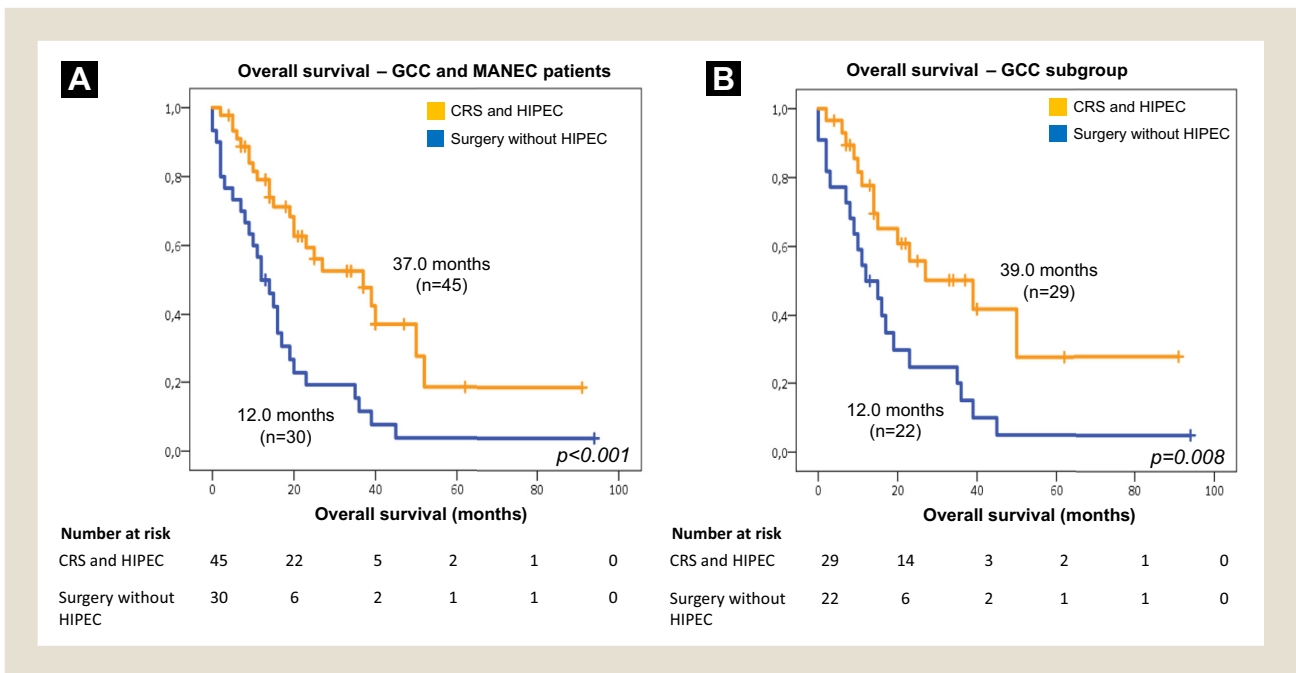 A
Overall survival – GCC and MANEC patients
CRS and HIPEC
Surgery without HIPEC
1,0
0,8
0,6
0,4
0,2
0,0
37.0 months
(n=45)
12.0 months
(n=30)
p<0.001
0 20 40 60 80 100
Overall survival (months)
Number at risk
CRS and HIPEC 45 22 5 2 1 0
Surgery without 30 6 2 1 1 0
HIPEC
B
Overall survival – GCC subgroup
CRS and HIPEC
Surgery without HIPEC
1,0
0,8
0,6
0,4
0,2
0,0
39.0 months
(n=29)
12.0 months
(n=22)
p=0.008
0 20 40 60 80 100
Overall survival (months)
Number at risk
CRS and HIPEC 29 14 3 2 1 0
Surgery without 22 6 2 1 1 0
HIPEC